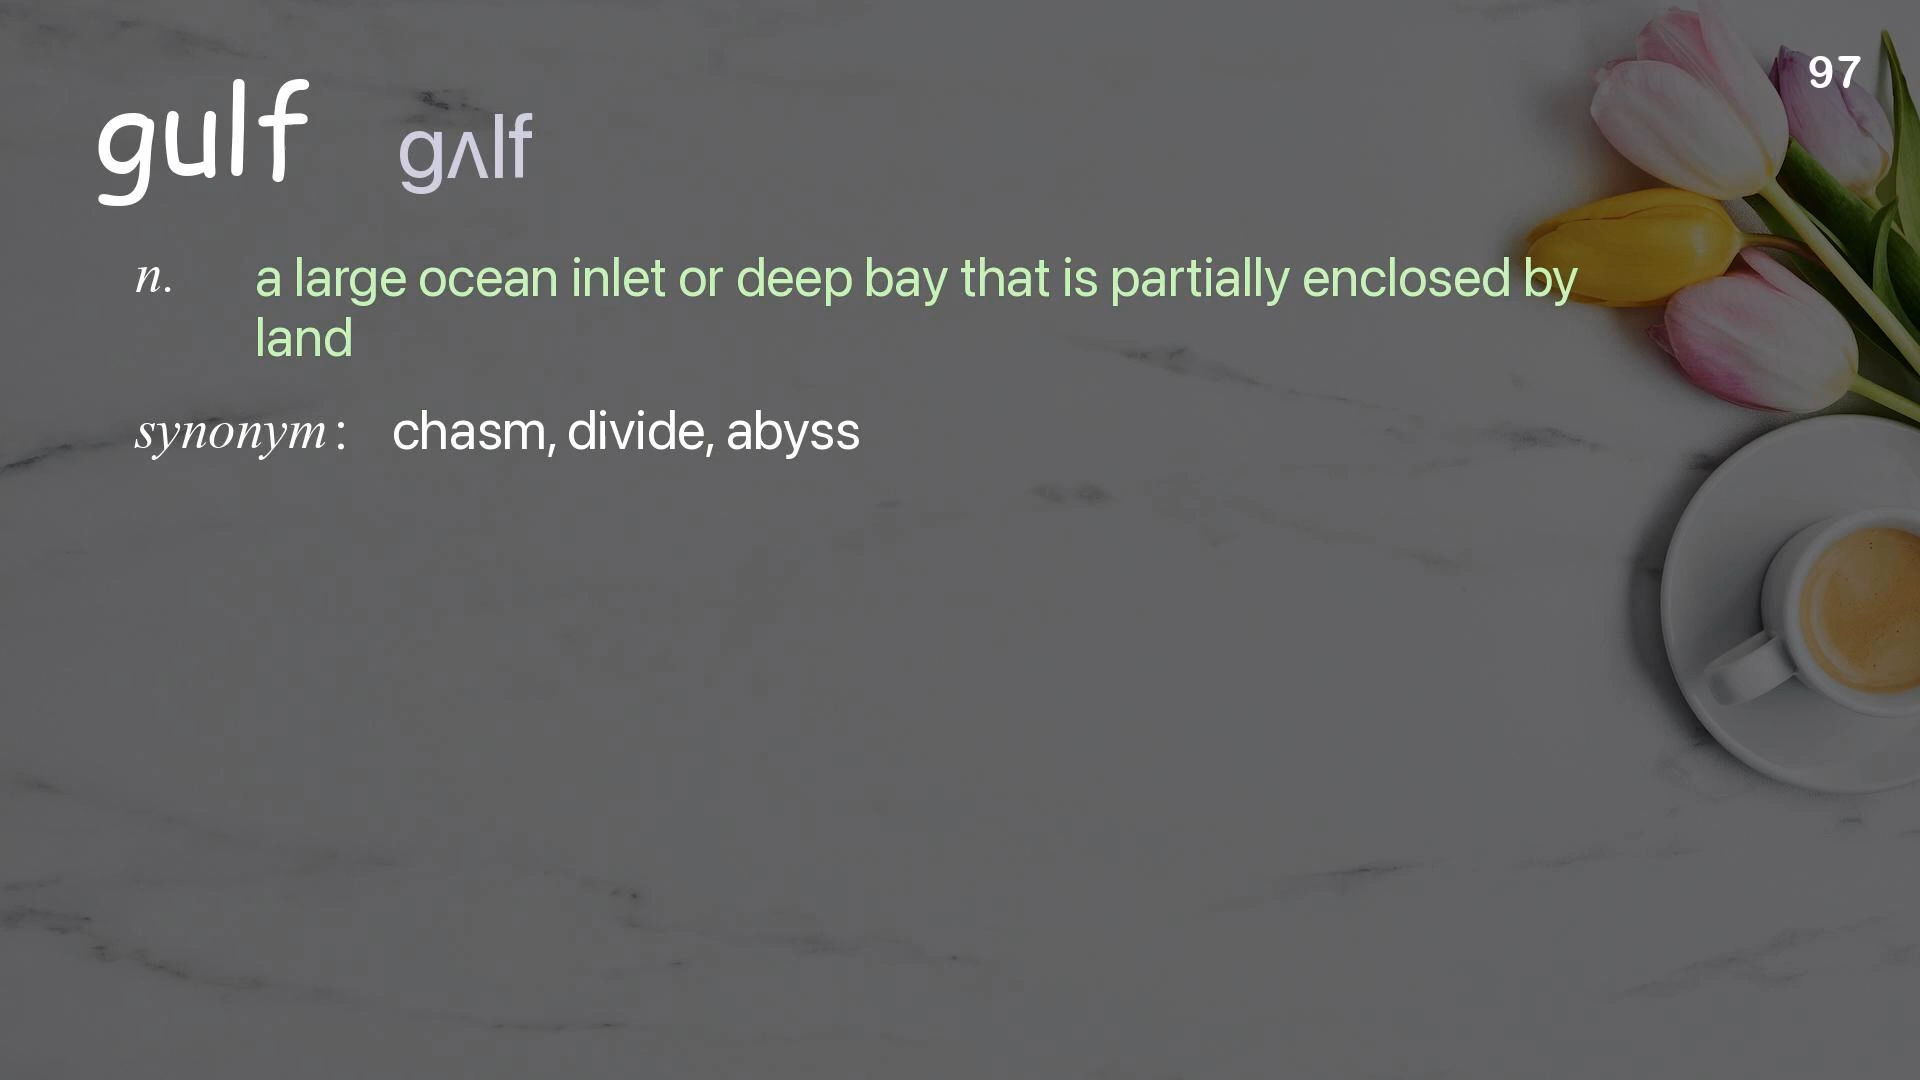 97
gulf gʌlf
n. a large ocean inlet or deep bay that is partially enclosed by
land
synonym: chasm, divide, abyss